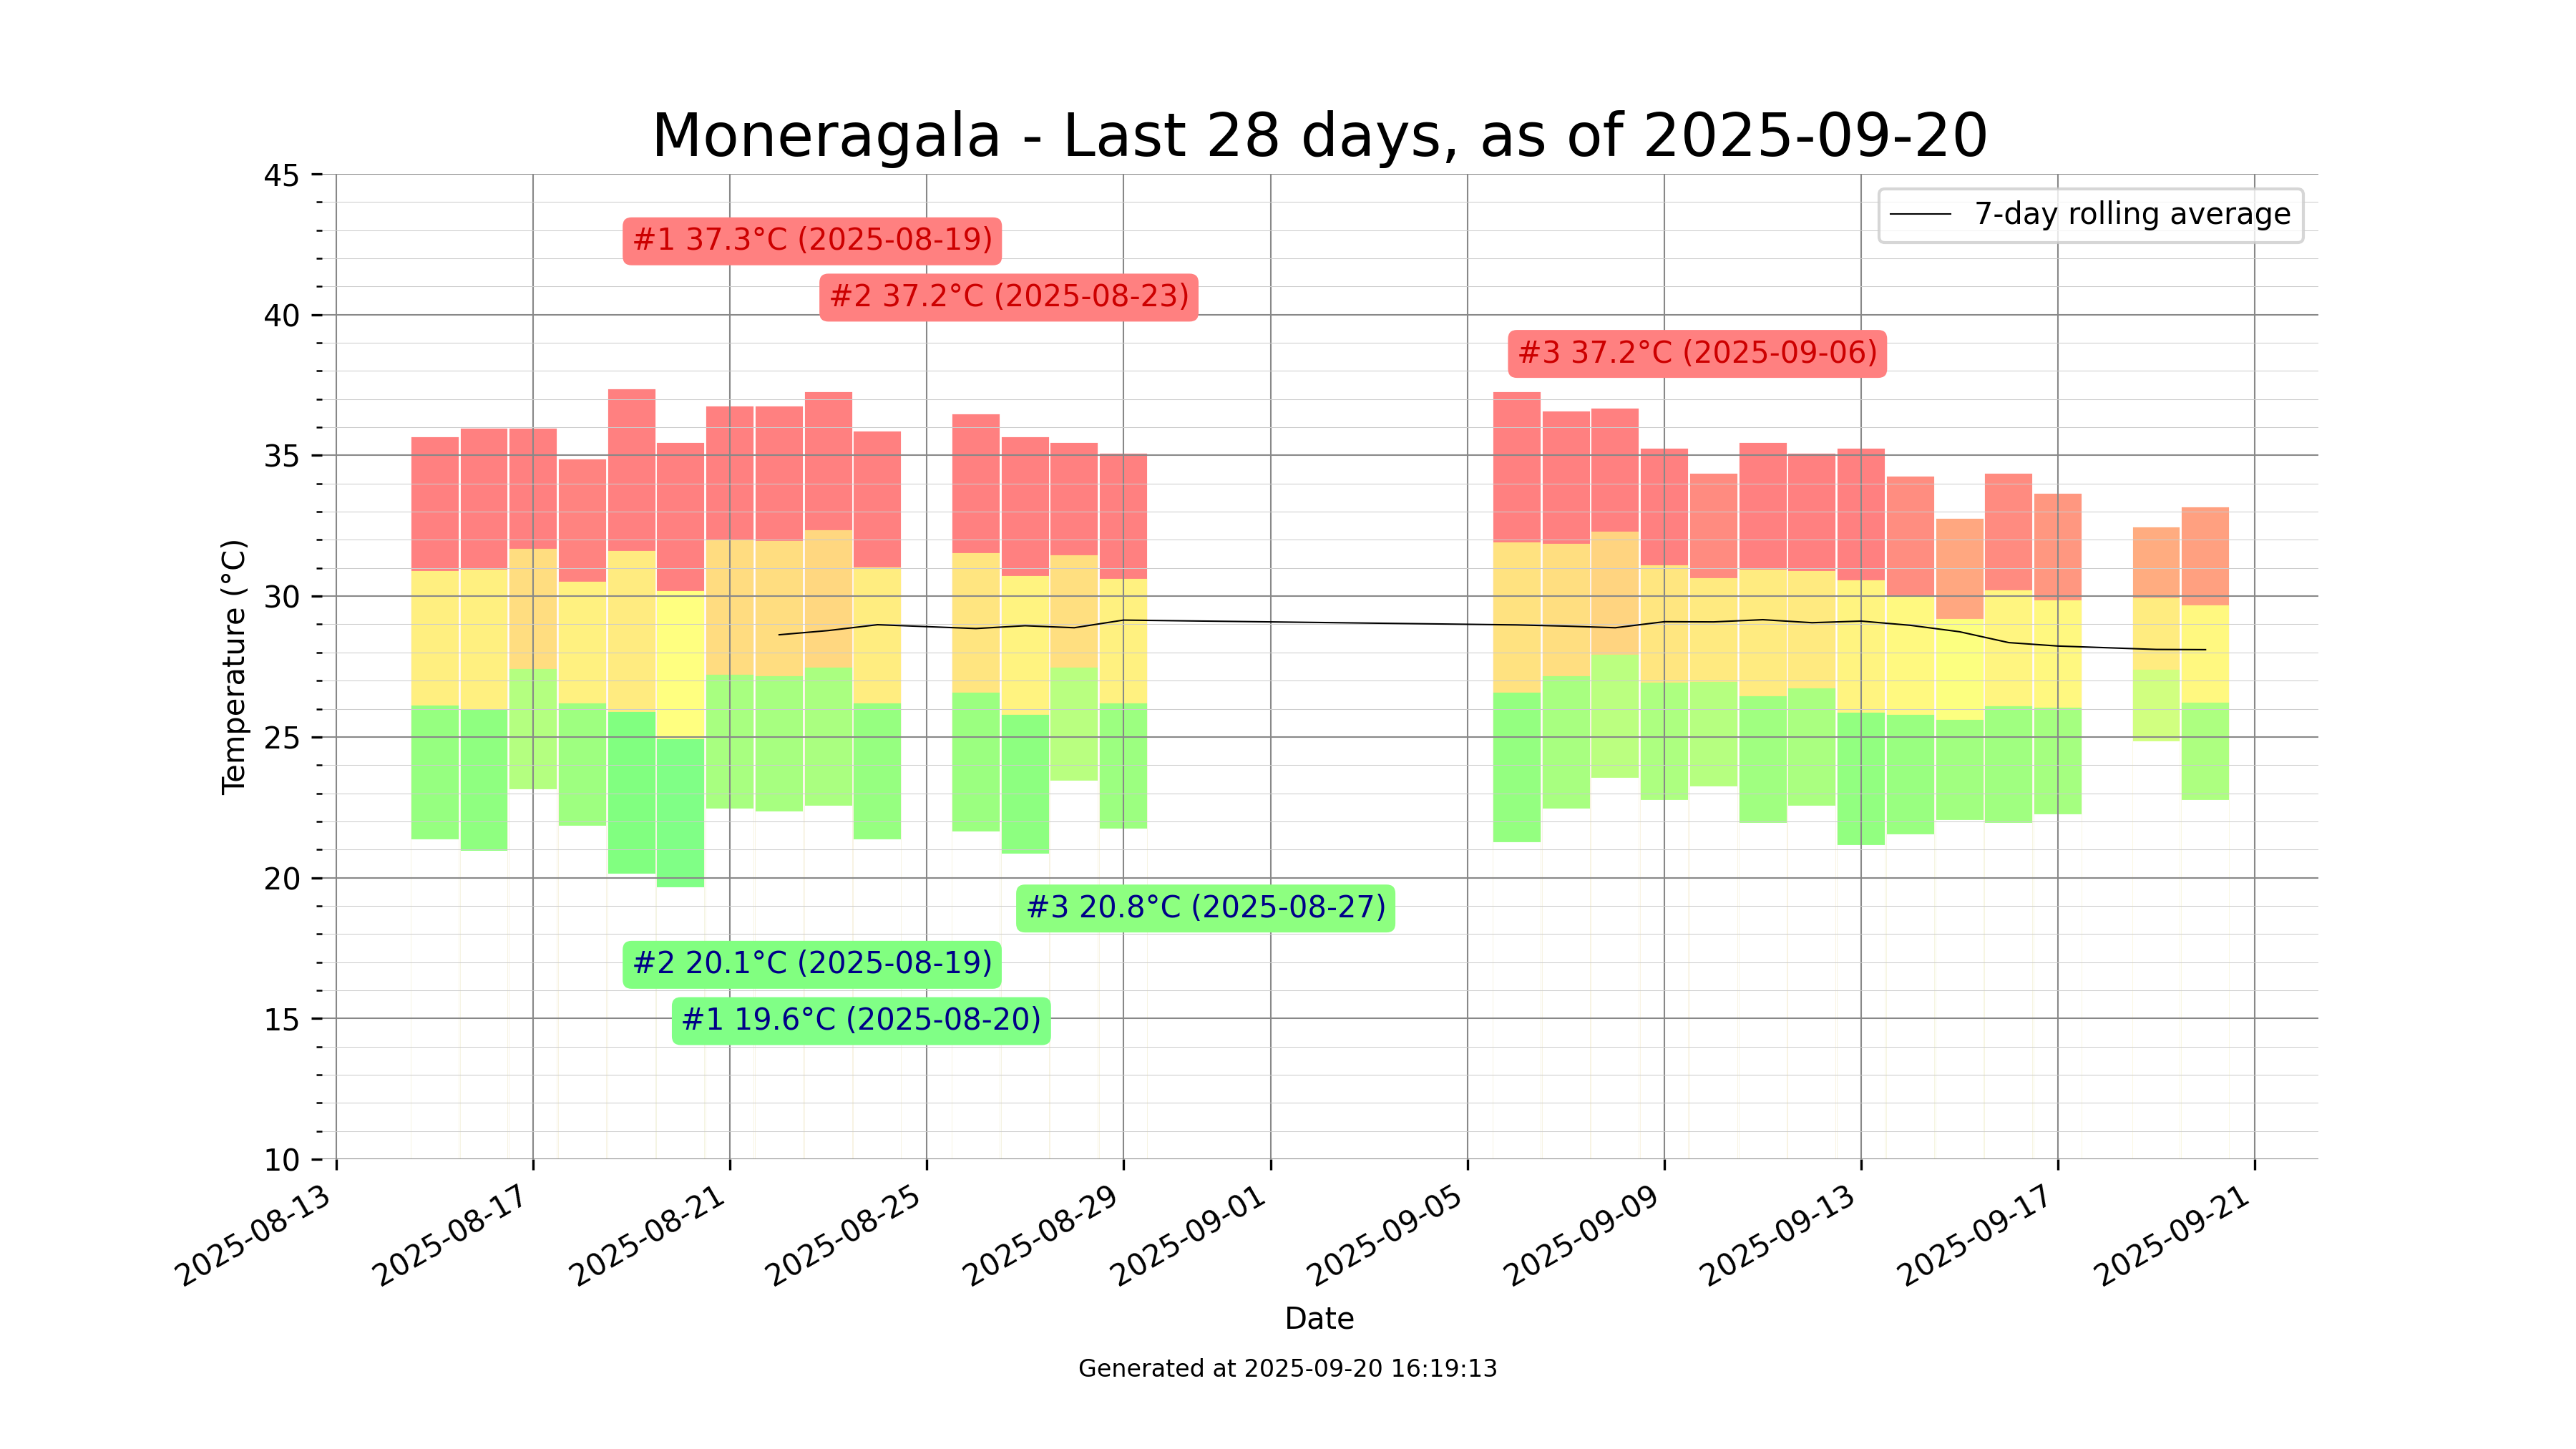 Moneragala - Last 28 days, as of 2025-09-20
7-day rolling average
#1 37.3°C (2025-08-19)
#2 37.2°C (2025-08-23)
#3 37.2°C (2025-09-06)
#3 20.8°C (2025-08-27)
#2 20.1°C (2025-08-19)
#1 19.6°C (2025-08-20)
Temperature (°C)
45
40
35
30
25
20
15
10
2025-08-13
2025-08-17
2025-08-21
2025-08-25
2025-08-29
2025-09-01
2025-09-05
2025-09-09
2025-09-13
2025-09-17
2025-09-21
Date
Generated at 2025-09-20 16:19:13